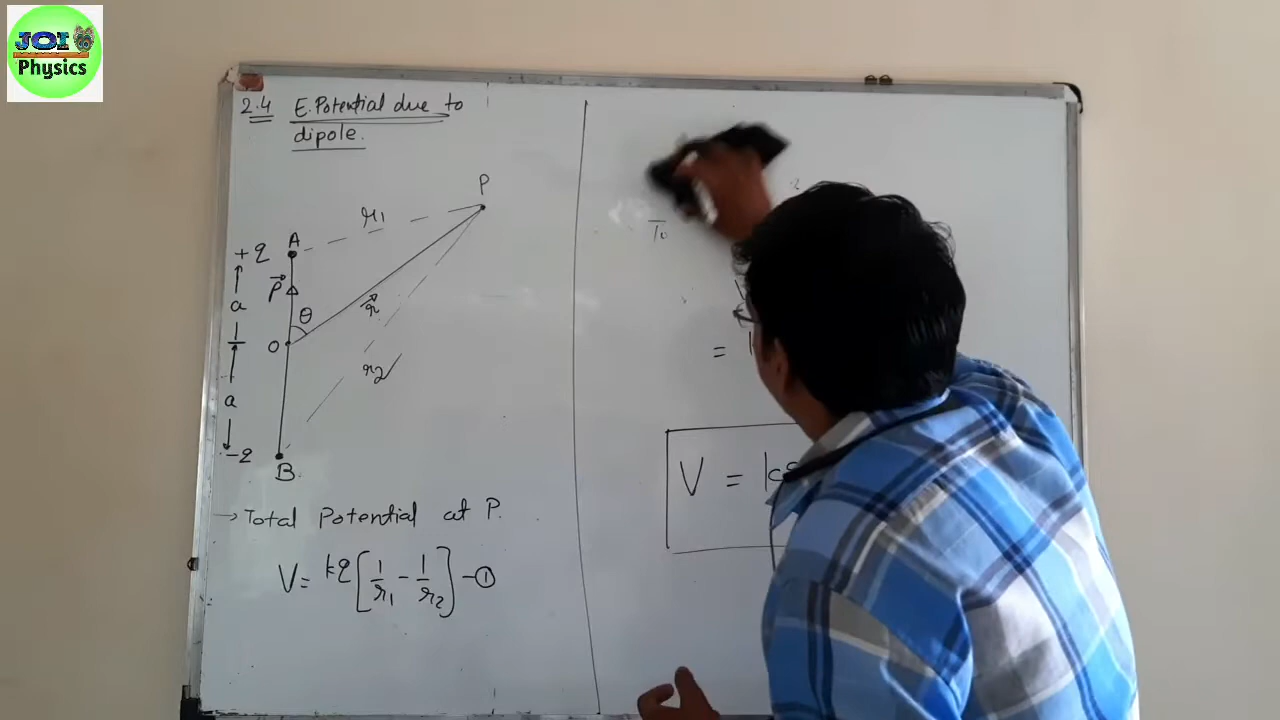 JOI
Physics
2.4 E. Potential due to
dipole.
P
r₁
A
+q
P⃗
a
θ
r⃗
O
r₂
a
-q
B
→ Total Potential at P.
V = kq [1/r₁ - 1/r₂] - ①
To
=
V =